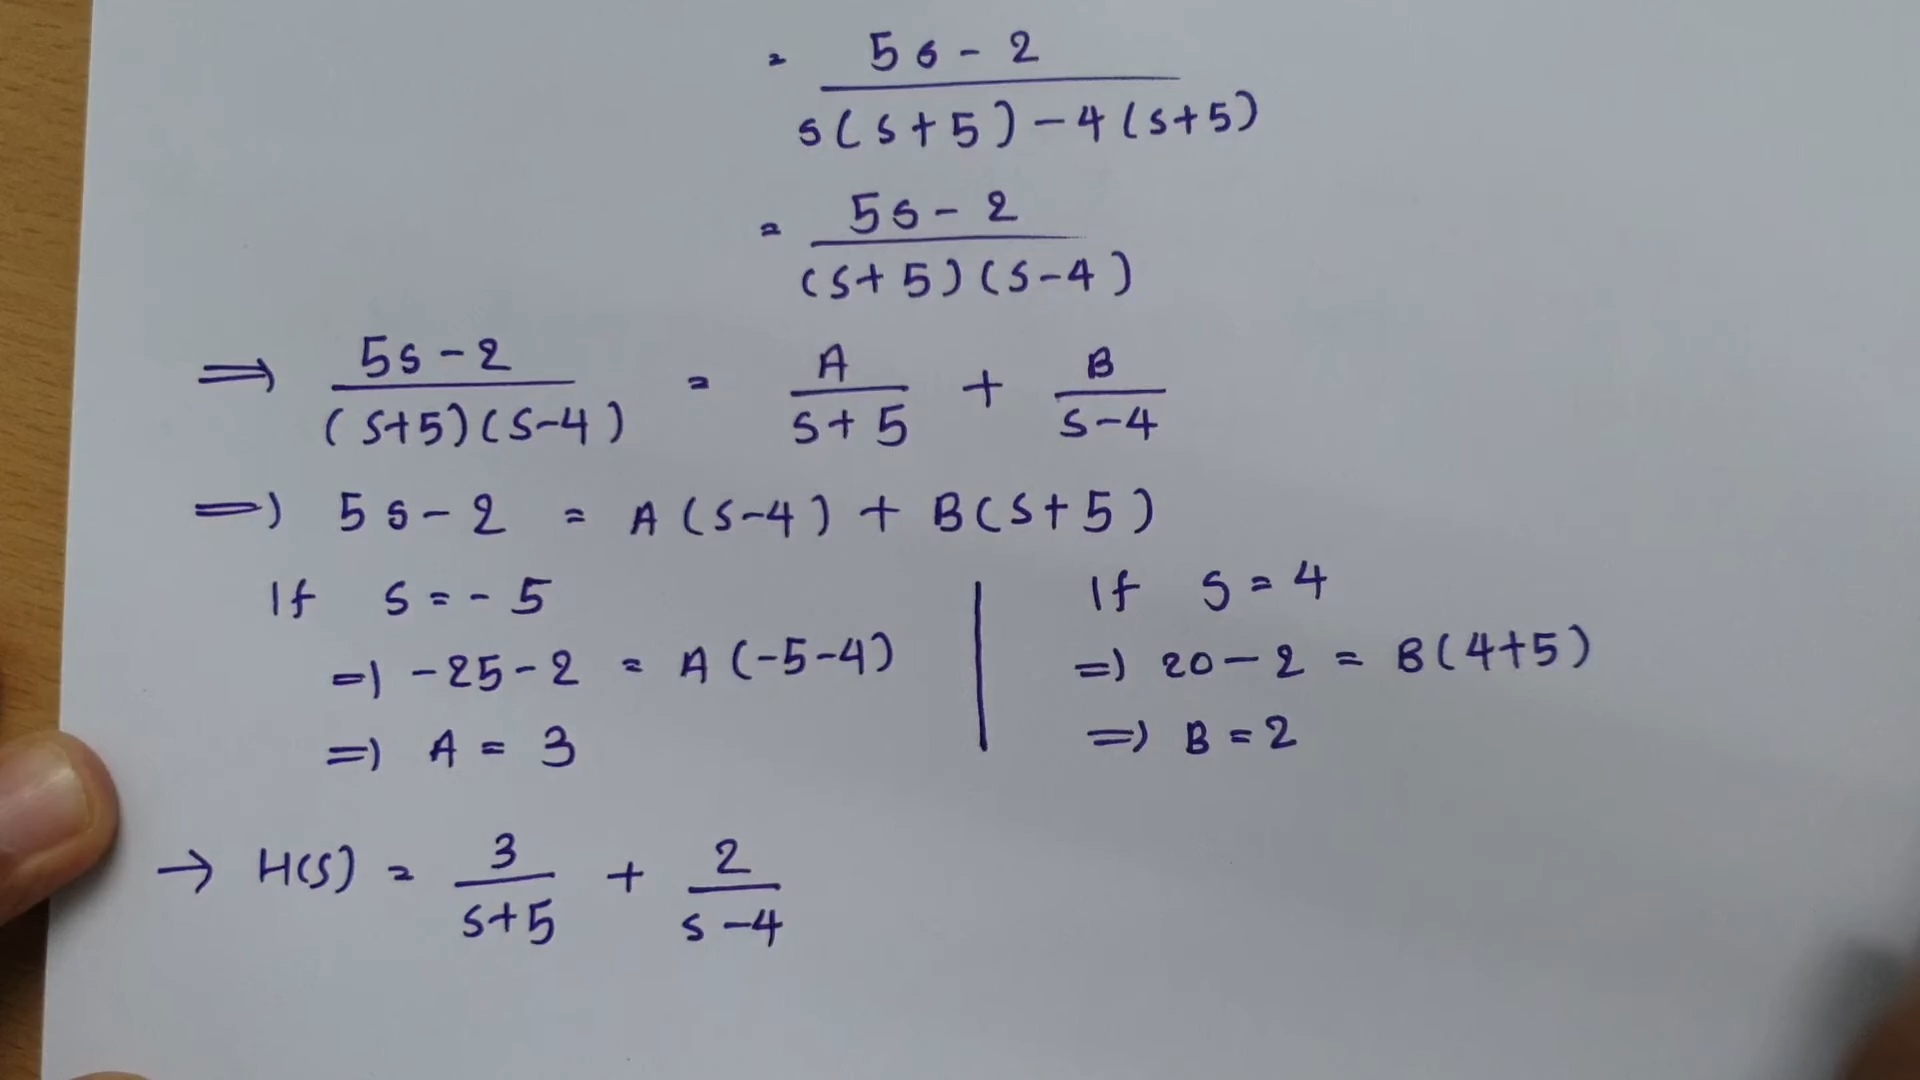 = (5s - 2) / (s(s+5) - 4(s+5))
= (5s - 2) / ((s+5)(s-4))
⇒ (5s - 2) / ((s+5)(s-4)) = A / (s+5) + B / (s-4)
⇒ 5s - 2 = A(s-4) + B(s+5)
If s = -5
⇒ -25 - 2 = A(-5-4)
⇒ A = 3
If s = 4
⇒ 20 - 2 = B(4+5)
⇒ B = 2
→ H(s) = 3 / (s+5) + 2 / (s-4)